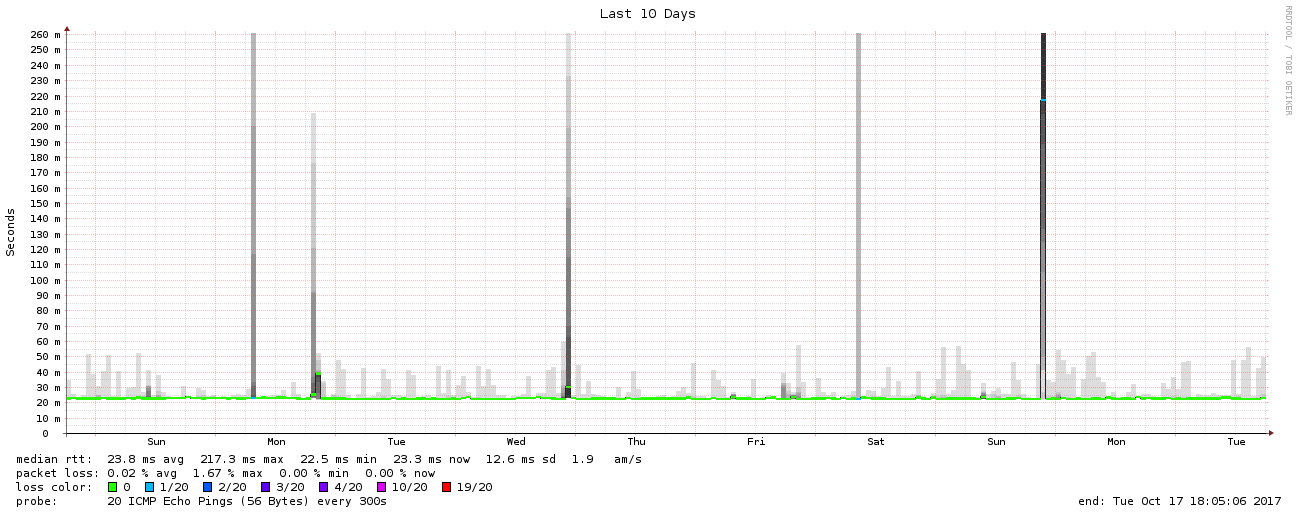 Last 10 Days
RRDTOOL / TOBI OETIKER
Seconds
260 m
250 m
240 m
230 m
220 m
210 m
200 m
190 m
180 m
170 m
160 m
150 m
140 m
130 m
120 m
110 m
100 m
90 m
80 m
70 m
60 m
50 m
40 m
30 m
20 m
10 m
0
Sun Mon Tue Wed Thu Fri Sat Sun Mon Tue
median rtt: 23.8 ms avg 217.3 ms max 22.5 ms min 23.3 ms now 12.6 ms sd 1.9 am/s
packet loss: 0.02 % avg 1.67 % max 0.00 % min 0.00 % now
loss color: 0 1/20 2/20 3/20 4/20 10/20 19/20
probe: 20 ICMP Echo Pings (56 Bytes) every 300s
end: Tue Oct 17 18:05:06 2017